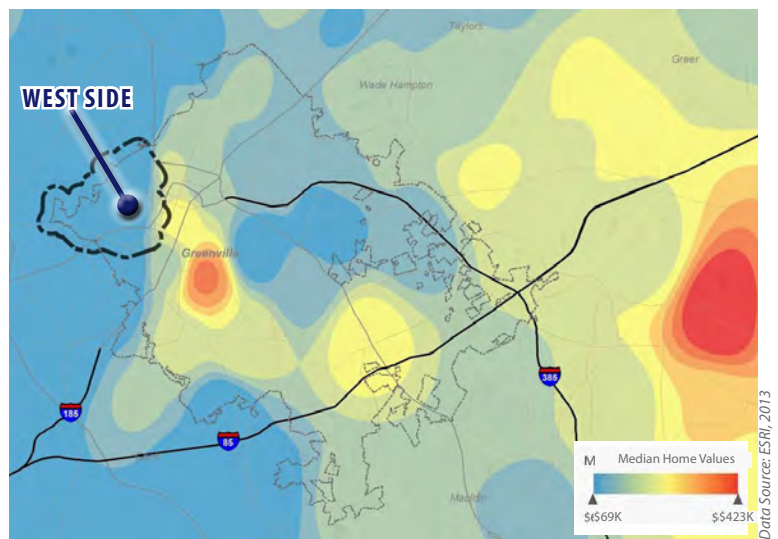 Taylors
Greer
Wade Hampton
WEST SIDE
Greenville
385
185
85
M Median Home Values
$69K
$423K
Mauldin
Data Source: ESRI, 2013